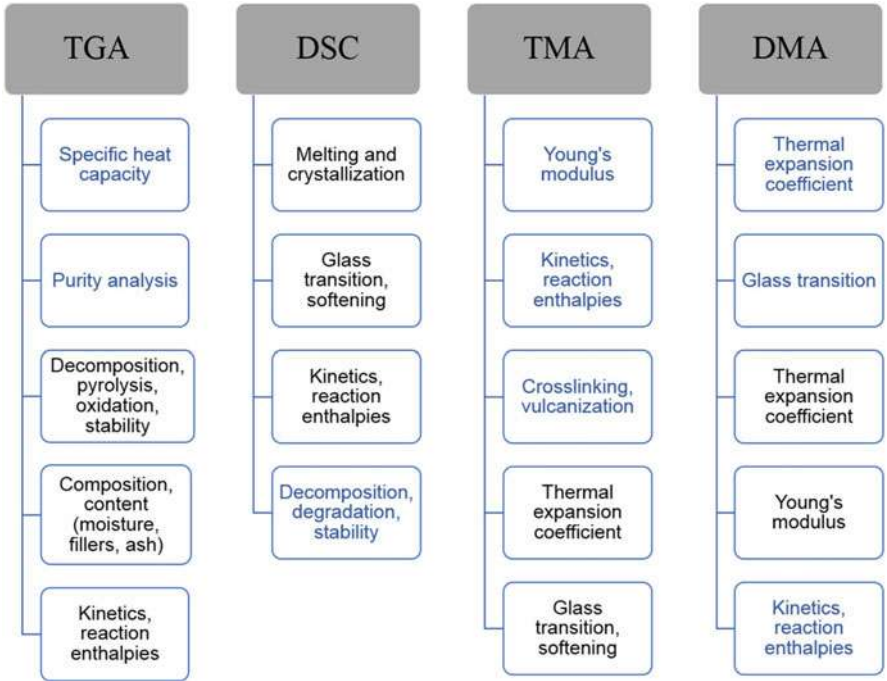 TGA
Specific heat
capacity
Purity analysis
Decomposition,
pyrolysis,
oxidation,
stability
Composition,
content
(moisture,
fillers, ash)
Kinetics,
reaction
enthalpies
DSC
Melting and
crystallization
Glass
transition,
softening
Kinetics,
reaction
enthalpies
Decomposition,
degradation,
stability
TMA
Young's
modulus
Kinetics,
reaction
enthalpies
Crosslinking,
vulcanization
Thermal
expansion
coefficient
Glass
transition,
softening
DMA
Thermal
expansion
coefficient
Glass transition
Thermal
expansion
coefficient
Young's
modulus
Kinetics,
reaction
enthalpies